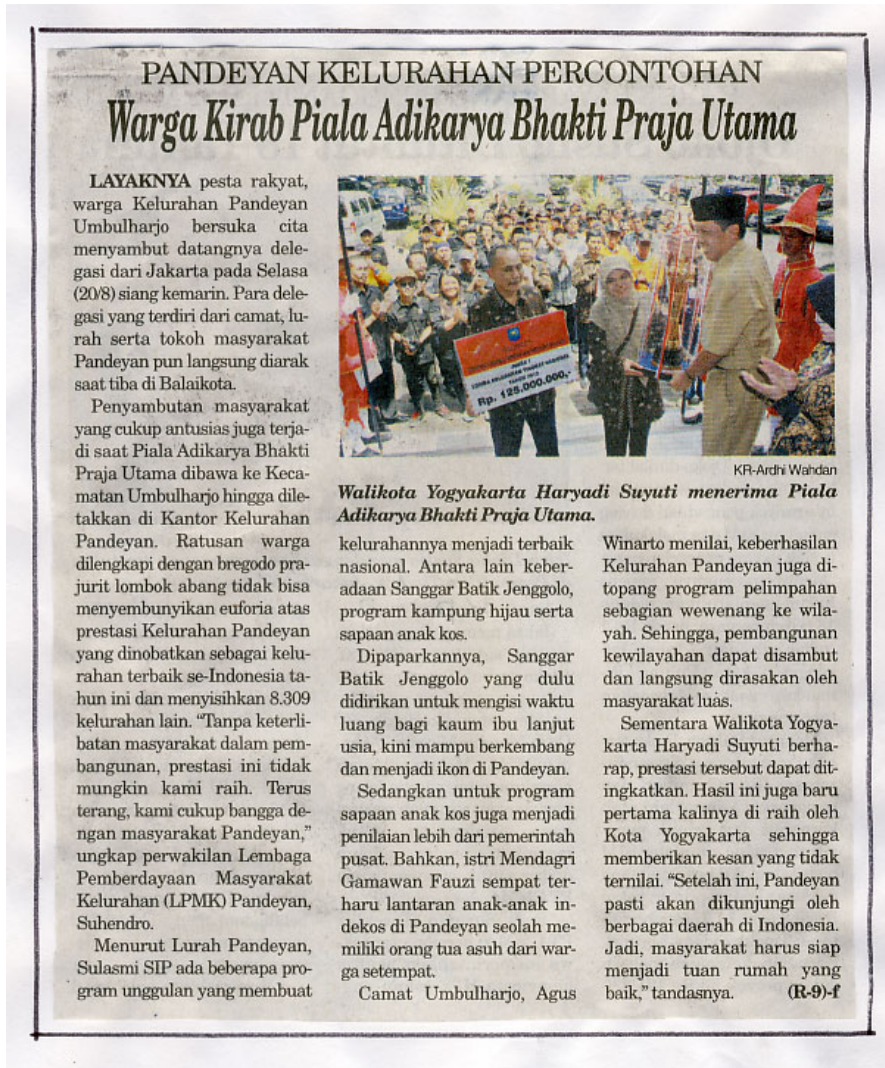 PANDEYAN KELURAHAN PERCONTOHAN
Warga Kirab Piala Adikarya Bhakti Praja Utama
LAYAKNYA pesta rakyat,
warga Kelurahan Pandeyan
Umbulharjo bersuka cita
menyambut datangnya dele-
gasi dari Jakarta pada Selasa
(20/8) siang kemarin. Para dele-
gasi yang terdiri dari camat, lu-
rah serta tokoh masyarakat
Pandeyan pun langsung diarak
saat tiba di Balaikota.
Penyambutan masyarakat
yang cukup antusias juga terja-
di saat Piala Adikarya Bhakti
Praja Utama dibawa ke Keca-
matan Umbulharjo hingga dile-
takkan di Kantor Kelurahan
Pandeyan. Ratusan warga
dilengkapi dengan bregodo pra-
jurit lombok abang tidak bisa
menyembunyikan euforia atas
prestasi Kelurahan Pandeyan
yang dinobatkan sebagai kelu-
rahan terbaik se-Indonesia ta-
hun ini dan menyisihkan 8.309
kelurahan lain. “Tanpa keterli-
batan masyarakat dalam pem-
bangunan, prestasi ini tidak
mungkin kami raih. Terus
terang, kami cukup bangga de-
ngan masyarakat Pandeyan,”
ungkap perwakilan Lembaga
Pemberdayaan Masyarakat
Kelurahan (LPMK) Pandeyan,
Suhendro.
Menurut Lurah Pandeyan,
Sulasmi SIP ada beberapa pro-
gram unggulan yang membuat
Rp. 125.000.000,-
KR-Ardhi Wahdan
Walikota Yogyakarta Haryadi Suyuti menerima Piala
Adikarya Bhakti Praja Utama.
kelurahannya menjadi terbaik
nasional. Antara lain keber-
adaan Sanggar Batik Jenggolo,
program kampung hijau serta
sapaan anak kos.
Dipaparkannya, Sanggar
Batik Jenggolo yang dulu
didirikan untuk mengisi waktu
luang bagi kaum ibu lanjut
usia, kini mampu berkembang
dan menjadi ikon di Pandeyan.
Sedangkan untuk program
sapaan anak kos juga menjadi
penilaian lebih dari pemerintah
pusat. Bahkan, istri Mendagri
Gamawan Fauzi sempat ter-
haru lantaran anak-anak in-
dekos di Pandeyan seolah me-
miliki orang tua asuh dari war-
ga setempat.
Camat Umbulharjo, Agus
Winarto menilai, keberhasilan
Kelurahan Pandeyan juga di-
topang program pelimpahan
sebagian wewenang ke wila-
yah. Sehingga, pembangunan
kewilayahan dapat disambut
dan langsung dirasakan oleh
masyarakat luas.
Sementara Walikota Yogya-
karta Haryadi Suyuti berha-
rap, prestasi tersebut dapat dit-
ingkatkan. Hasil ini juga baru
pertama kalinya di raih oleh
Kota Yogyakarta sehingga
memberikan kesan yang tidak
ternilai. “Setelah ini, Pandeyan
pasti akan dikunjungi oleh
berbagai daerah di Indonesia.
Jadi, masyarakat harus siap
menjadi tuan rumah yang
baik,” tandasnya. (R-9)-f